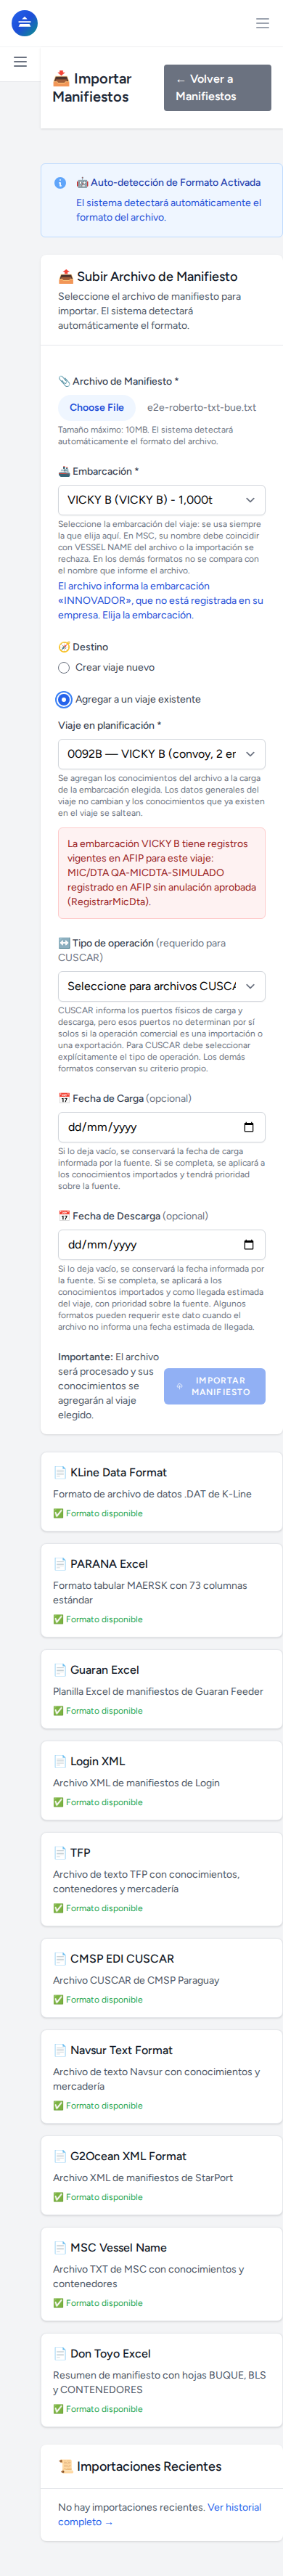 📥 Importar
Manifiestos
← Volver a
Manifiestos
🤖 Auto-detección de Formato Activada
El sistema detectará automáticamente el
formato del archivo.
📥 Subir Archivo de Manifiesto
Seleccione el archivo de manifiesto para
importar. El sistema detectará
automáticamente el formato.
📎 Archivo de Manifiesto *
Choose File e2e-roberto-txt-bue.txt
Tamaño máximo: 10MB. El sistema detectará
automáticamente el formato del archivo.
🚢 Embarcación *
VICKY B (VICKY B) - 1,000t
Seleccione la embarcación del viaje: se usa siempre
la que elija aquí. En MSC, su nombre debe coincidir
con VESSEL NAME del archivo o la importación se
rechaza. En los demás formatos no se compara con
el nombre que informe el archivo.
El archivo informa la embarcación
«INNOVADOR», que no está registrada en su
empresa. Elija la embarcación.
🧭 Destino
Crear viaje nuevo
Agregar a un viaje existente
Viaje en planificación *
0092B — VICKY B (convoy, 2 er
Se agregan los conocimientos del archivo a la carga
de la embarcación elegida. Los datos generales del
viaje no cambian y los conocimientos que ya existen
en él se saltean.
La embarcación VICKY B tiene registros
vigentes en AFIP para este viaje:
MIC/DTA QA-MICDTA-SIMULADO
registrado en AFIP sin anulación aprobada
(RegistrarMicDta).
↔️ Tipo de operación (requerido para
CUSCAR)
Seleccione para archivos CUSCA
CUSCAR informa los puertos físicos de carga y
descarga, pero esos puertos no determinan por sí
solos si la operación comercial es una importación o
una exportación. Para CUSCAR debe seleccionar
explícitamente el tipo de operación. Los demás
formatos conservan su criterio propio.
📅 Fecha de Carga (opcional)
dd/mm/yyyy
Si lo deja vacío, se conservará la fecha de carga
informada por la fuente. Si se completa, se aplicará a
los conocimientos importados y tendrá prioridad
sobre la fuente.
📅 Fecha de Descarga (opcional)
dd/mm/yyyy
Si lo deja vacío, se conservará la fecha informada por
la fuente. Si se completa, se aplicará a los
conocimientos importados y como llegada estimada
del viaje, con prioridad sobre la fuente. Algunos
formatos pueden requerir este dato cuando el
archivo no informa una fecha estimada de llegada.
Importante: El archivo
será procesado y sus
conocimientos se
agregarán al viaje
elegido.
IMPORTAR
MANIFIESTO
📄 KLine Data Format
Formato de archivo de datos .DAT de K-Line
✅ Formato disponible
📄 PARANA Excel
Formato tabular MAERSK con 73 columnas
estándar
✅ Formato disponible
📄 Guaran Excel
Planilla Excel de manifiestos de Guaran Feeder
✅ Formato disponible
📄 Login XML
Archivo XML de manifiestos de Login
✅ Formato disponible
📄 TFP
Archivo de texto TFP con conocimientos,
contenedores y mercadería
✅ Formato disponible
📄 CMSP EDI CUSCAR
Archivo CUSCAR de CMSP Paraguay
✅ Formato disponible
📄 Navsur Text Format
Archivo de texto Navsur con conocimientos y
mercadería
✅ Formato disponible
📄 G2Ocean XML Format
Archivo XML de manifiestos de StarPort
✅ Formato disponible
📄 MSC Vessel Name
Archivo TXT de MSC con conocimientos y
contenedores
✅ Formato disponible
📄 Don Toyo Excel
Resumen de manifiesto con hojas BUQUE, BLS
y CONTENEDORES
✅ Formato disponible
📜 Importaciones Recientes
No hay importaciones recientes. Ver historial
completo →